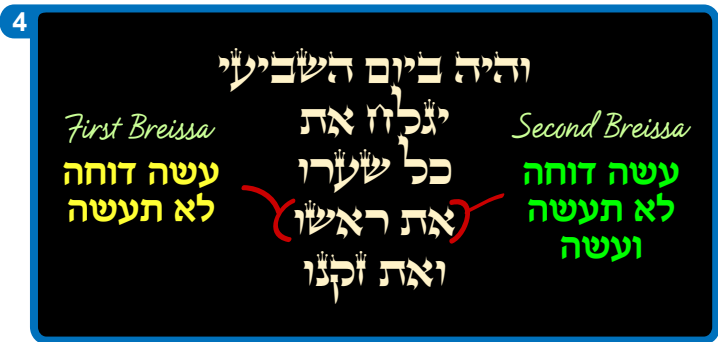 4
והיה ביום השביעי
יגלח את
כל שערו
את ראשו
ואת זקנו
First Breissa
עשה דוחה
לא תעשה
Second Breissa
עשה דוחה
לא תעשה
ועשה